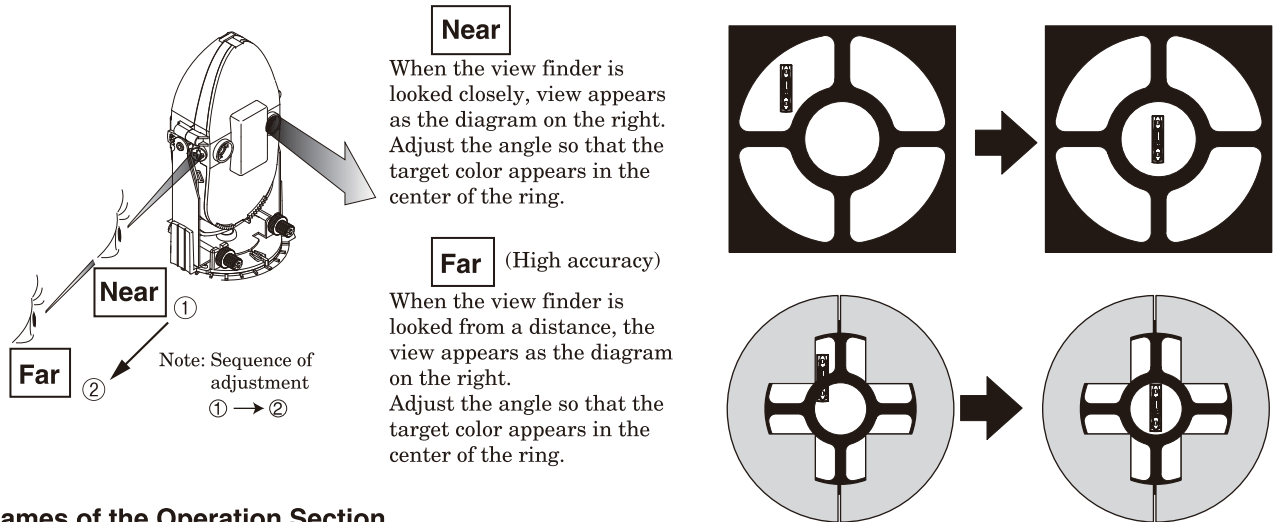 Near
When the view finder is
looked closely, view appears
as the diagram on the right.
Adjust the angle so that the
target color appears in the
center of the ring.
Far (High accuracy)
When the view finder is
looked from a distance, the
view appears as the diagram
on the right.
Adjust the angle so that the
target color appears in the
center of the ring.
Near ①
Far ②
Note: Sequence of
adjustment
① → ②
ames of the Operation Section